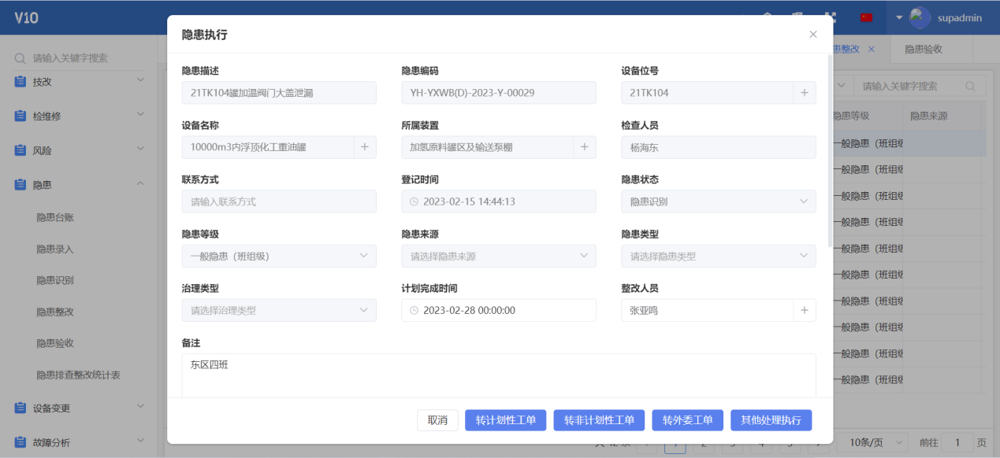 V10
supadmin
请输入关键字搜索
技改
检维修
风险
隐患
隐患台账
隐患录入
隐患识别
隐患整改
隐患验收
隐患排查整改统计表
设备变更
故障分析
隐患执行
隐患描述 隐患编码 设备位号
21TK104罐加温阀门大盖泄漏 YH-YXWB(D)-2023-Y-00029 21TK104
设备名称 所属装置 检查人员
10000m3内浮顶化工重油罐 加氢原料罐区及输送泵棚 杨海东
联系方式 登记时间 隐患状态
请输入联系方式 2023-02-15 14:44:13 隐患识别
隐患等级 隐患来源 隐患类型
一般隐患（班组级） 请选择隐患来源 请选择隐患类型
治理类型 计划完成时间 整改人员
请选择治理类型 2023-02-28 00:00:00 张亚鸣
备注
东区四班
取消 转计划性工单 转非计划性工单 转外委工单 其他处理执行
患整改 隐患验收
请输入关键字搜索
隐患等级 隐患来源
一般隐患（班组级
一般隐患（班组级
一般隐患（班组级
一般隐患（班组级
一般隐患（班组级
一般隐患（班组级
一般隐患（班组级
一般隐患（班组级
一般隐患（班组级
一般隐患（班组级
共 42 条 1 2 3 4 5 10条/页 前往 1 页